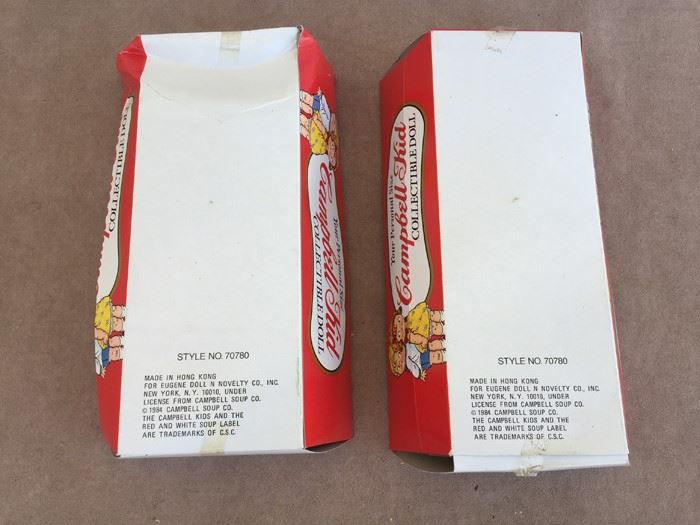 COLLECTIBLE DOLL
Your Personal Size
Campbell Kid
COLLECTIBLE DOLL
STYLE NO. 70780
MADE IN HONG KONG
FOR EUGENE DOLL N NOVELTY CO., INC.
NEW YORK, N.Y. 10010, UNDER
LICENSE FROM CAMPBELL SOUP CO.
© 1984 CAMPBELL SOUP CO.
THE CAMPBELL KIDS AND THE
RED AND WHITE SOUP LABEL
ARE TRADEMARKS OF C.S.C.
Your Personal Size
Campbell Kid
COLLECTIBLE DOLL
STYLE NO. 70780
MADE IN HONG KONG
FOR EUGENE DOLL N NOVELTY CO., INC.
NEW YORK, N.Y. 10010, UNDER
LICENSE FROM CAMPBELL SOUP CO.
© 1984 CAMPBELL SOUP CO.
THE CAMPBELL KIDS AND THE
RED AND WHITE SOUP LABEL
ARE TRADEMARKS OF C.S.C.